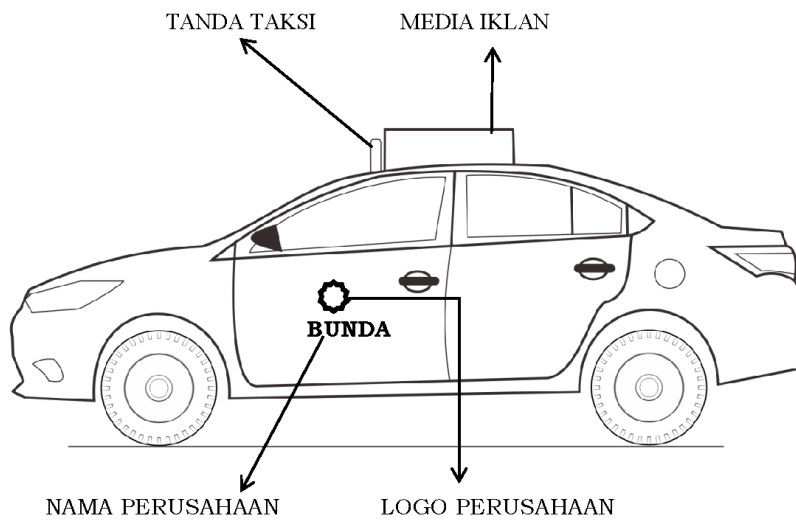 TANDA TAKSI
MEDIA IKLAN
BUNDA
NAMA PERUSAHAAN
LOGO PERUSAHAAN